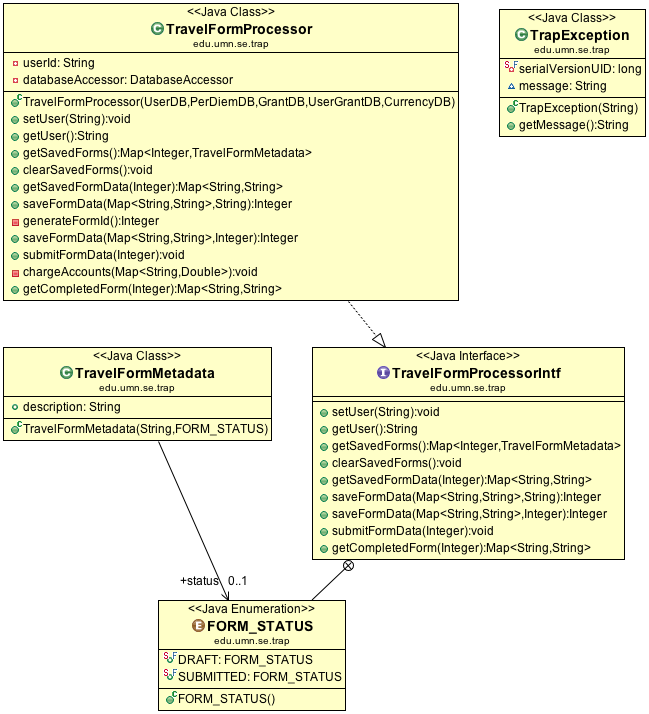 <<Java Class>>
TravelFormProcessor
edu.umn.se.trap
userId: String
databaseAccessor: DatabaseAccessor
TravelFormProcessor(UserDB,PerDiemDB,GrantDB,UserGrantDB,CurrencyDB)
setUser(String):void
getUser():String
getSavedForms():Map<Integer,TravelFormMetadata>
clearSavedForms():void
getSavedFormData(Integer):Map<String,String>
saveFormData(Map<String,String>,String):Integer
generateFormId():Integer
saveFormData(Map<String,String>,Integer):Integer
submitFormData(Integer):void
chargeAccounts(Map<String,Double>):void
getCompletedForm(Integer):Map<String,String>
<<Java Class>>
TrapException
edu.umn.se.trap
serialVersionUID: long
message: String
TrapException(String)
getMessage():String
<<Java Class>>
TravelFormMetadata
edu.umn.se.trap
description: String
TravelFormMetadata(String,FORM_STATUS)
<<Java Interface>>
TravelFormProcessorIntf
edu.umn.se.trap
setUser(String):void
getUser():String
getSavedForms():Map<Integer,TravelFormMetadata>
clearSavedForms():void
getSavedFormData(Integer):Map<String,String>
saveFormData(Map<String,String>,String):Integer
saveFormData(Map<String,String>,Integer):Integer
submitFormData(Integer):void
getCompletedForm(Integer):Map<String,String>
+status 0..1
<<Java Enumeration>>
FORM_STATUS
edu.umn.se.trap
DRAFT: FORM_STATUS
SUBMITTED: FORM_STATUS
FORM_STATUS()